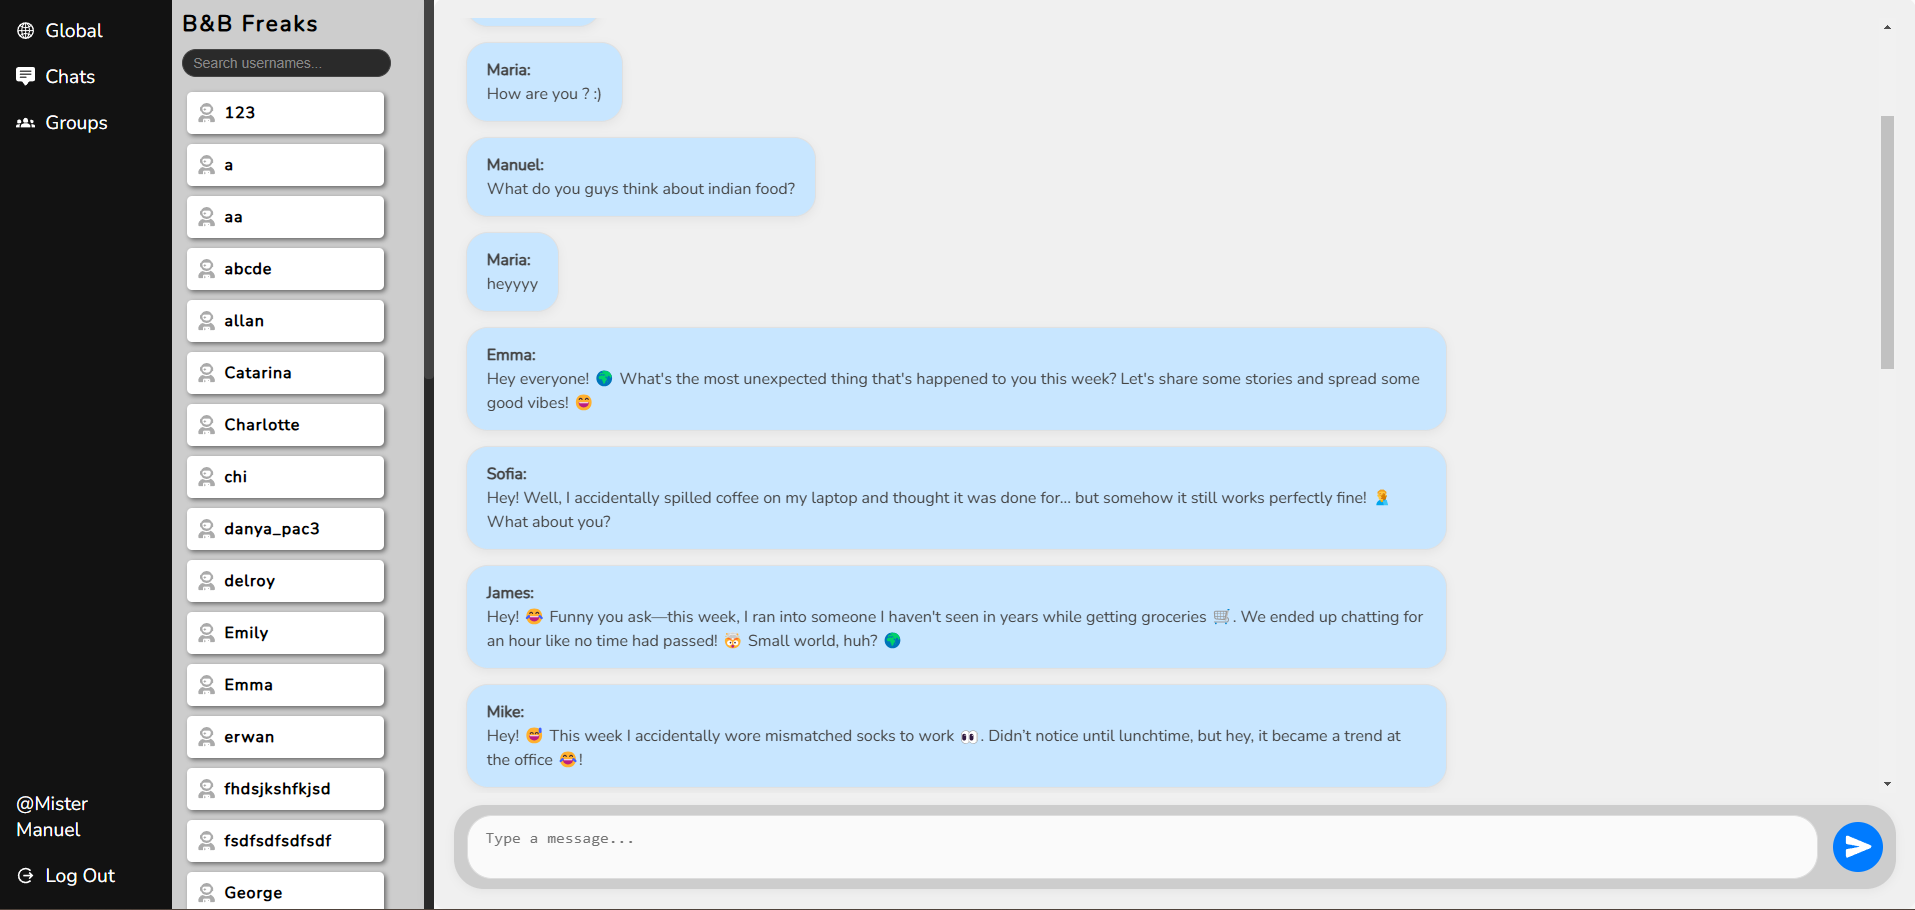 Global
Chats
Groups
@Mister
Manuel
Log Out
B&B Freaks
Search usernames...
123
a
aa
abcde
allan
Catarina
Charlotte
chi
danya_pac3
delroy
Emily
Emma
erwan
fhdsjkshfkjsd
fsdfsdfsdfsdf
George
Maria:
How are you ? :)
Manuel:
What do you guys think about indian food?
Maria:
heyyyy
Emma:
Hey everyone! 🌍 What's the most unexpected thing that's happened to you this week? Let's share some stories and spread some
good vibes! 😄
Sofia:
Hey! Well, I accidentally spilled coffee on my laptop and thought it was done for... but somehow it still works perfectly fine! 🤦
What about you?
James:
Hey! 😂 Funny you ask—this week, I ran into someone I haven't seen in years while getting groceries 🛒. We ended up chatting for
an hour like no time had passed! 🤯 Small world, huh? 🌍
Mike:
Hey! 😅 This week I accidentally wore mismatched socks to work 👀. Didn’t notice until lunchtime, but hey, it became a trend at
the office 😂!
Type a message...